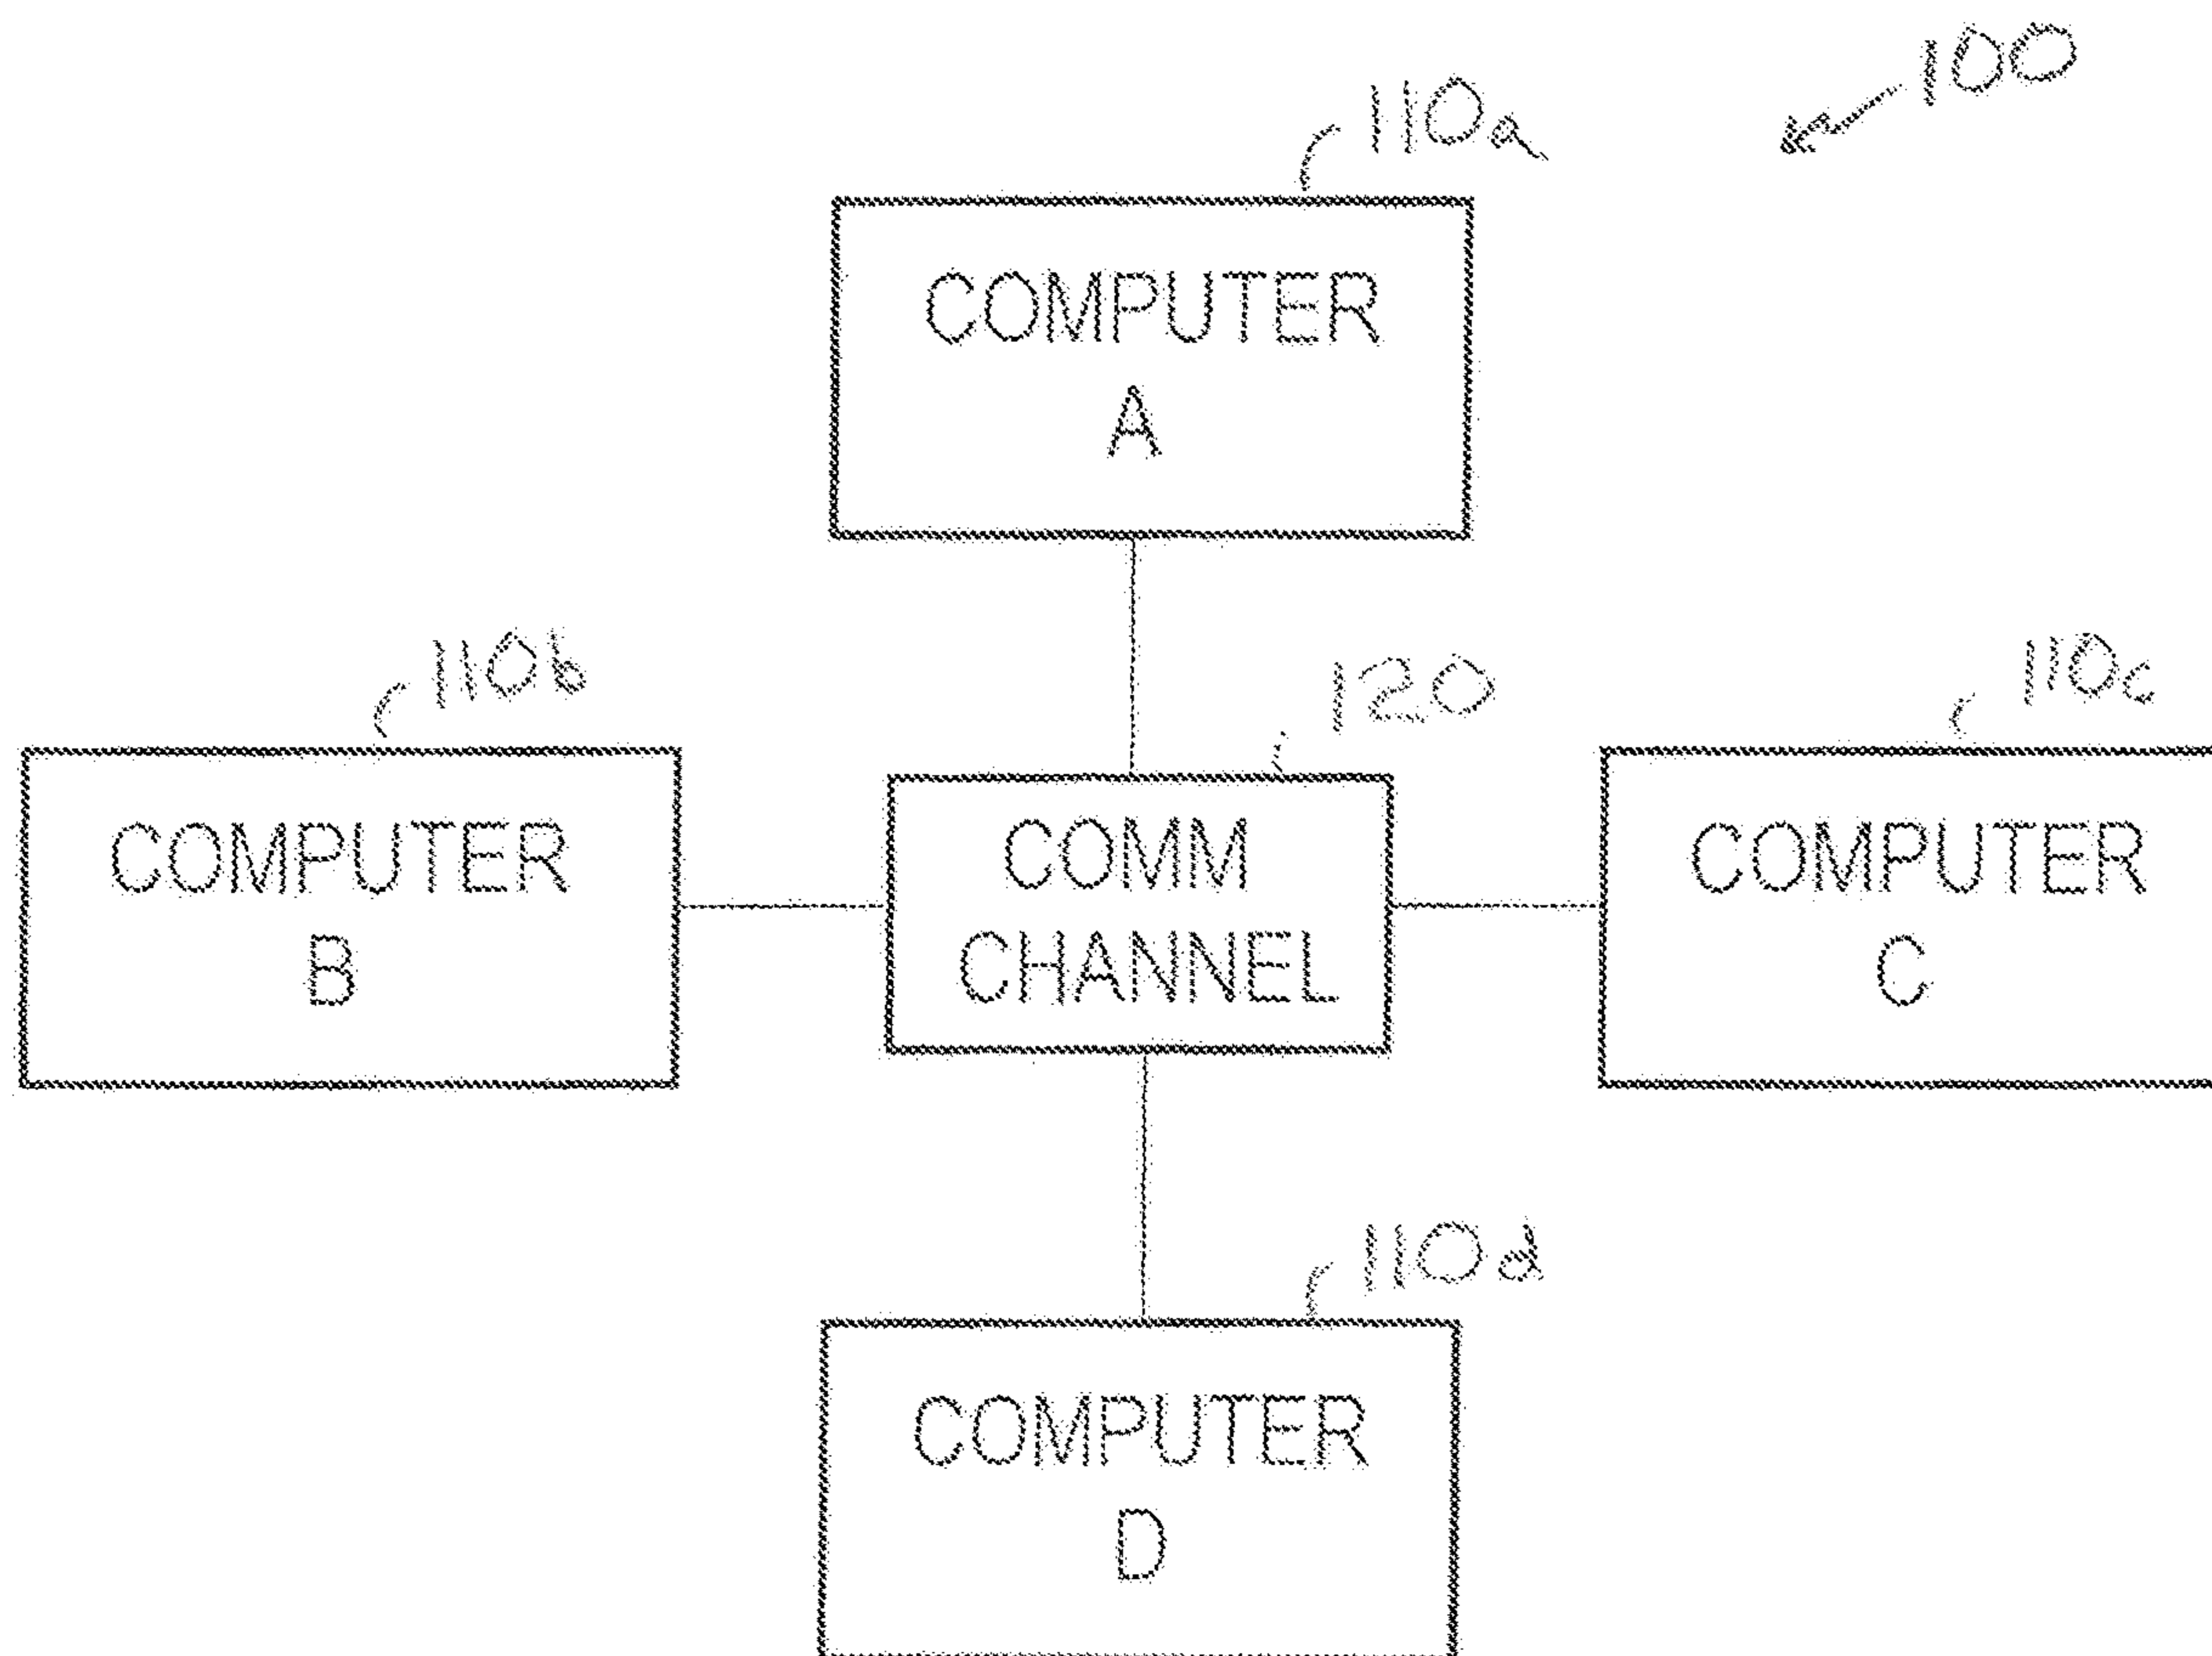 100
110a
COMPUTER
A
110b
120
110c
COMPUTER
B
COMM
CHANNEL
COMPUTER
C
110d
COMPUTER
D